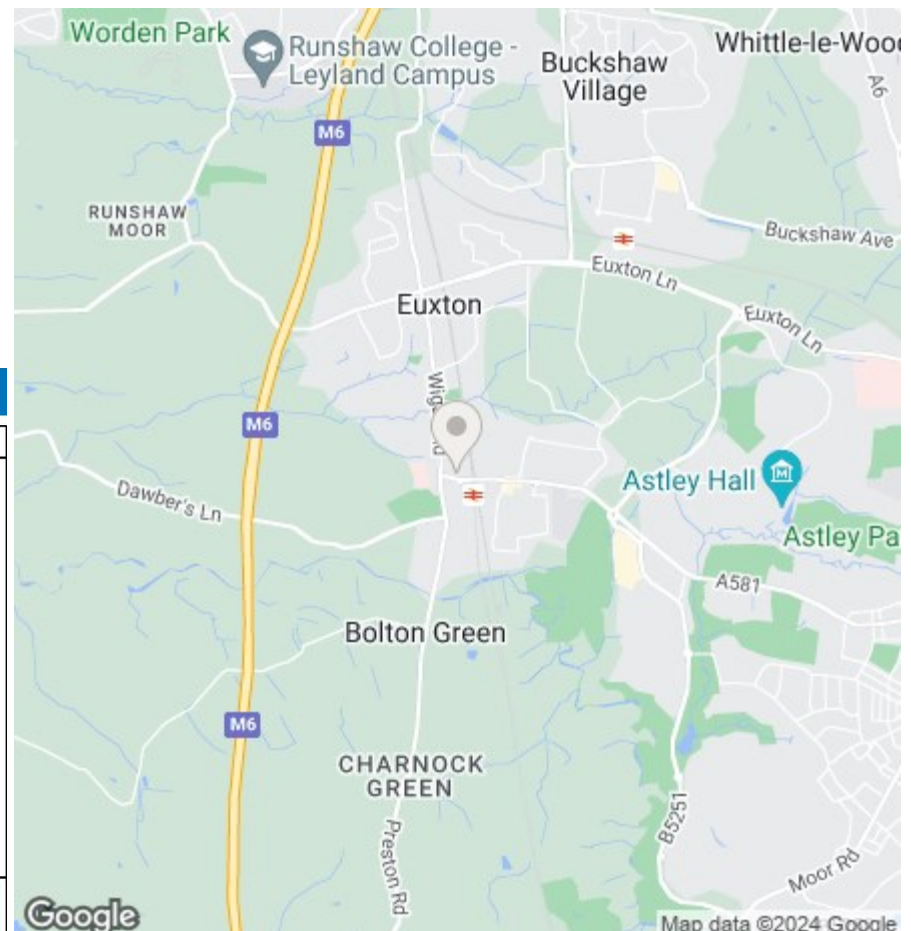 Worden Park
Runshaw College -
Leyland Campus
Whittle-le-Wood
Buckshaw
Village
A6
M6
RUNSHAW
MOOR
Buckshaw Ave
Euxton Ln
Euxton
Euxton Ln
M6
Astley Hall
Dawber's Ln
Astley Pa
A581
Bolton Green
M6
CHARNOCK
GREEN
Preston Rd
B5251
Moor Rd
Google
Map data ©2024 Google